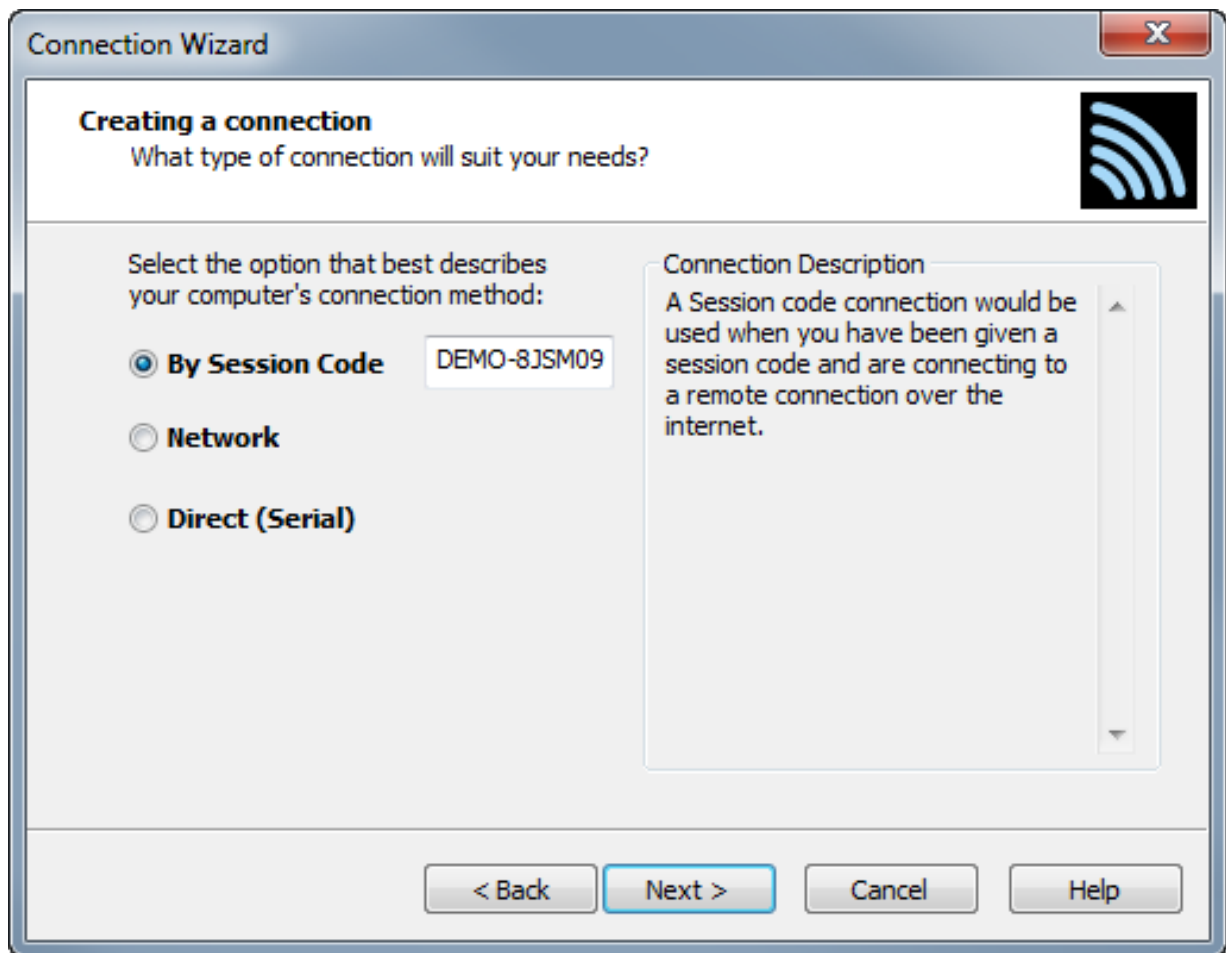 Connection Wizard
Creating a connection
What type of connection will suit your needs?
Select the option that best describes
your computer's connection method:
By Session Code
DEMO-8JSM09
Network
Direct (Serial)
Connection Description
A Session code connection would be
used when you have been given a
session code and are connecting to
a remote connection over the
internet.
< Back
Next >
Cancel
Help